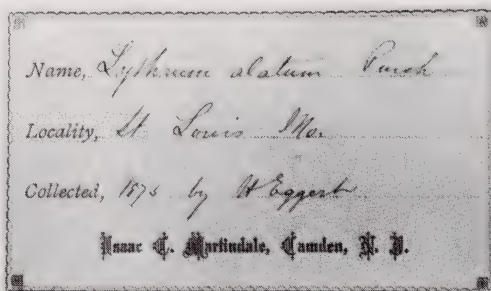 Name, Lythrum alatum Pursh
Locality, St Louis Mo.
Collected, 1875 by H Eggert
Isaac C. Martindale, Camden, N. J.